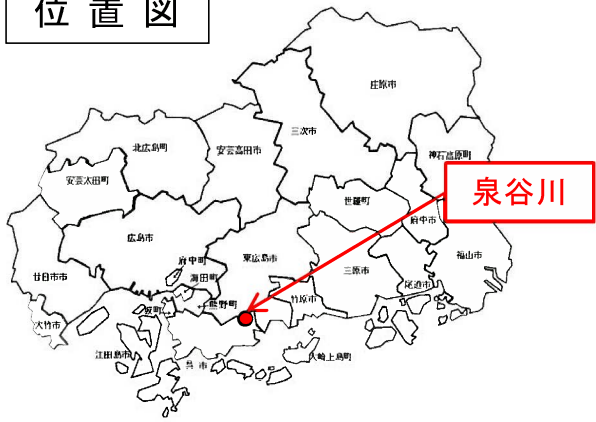 位置図
庄原市
三次市
北広島町
安芸高田市
神石高原町
安芸太田町
世羅町
泉谷川
府中市
広島市
府中町
東広島市
福山市
海田町
三原市
廿日市市
尾道市
熊野町
竹原市
坂町
大竹市
江田島市
大崎上島町
呉市